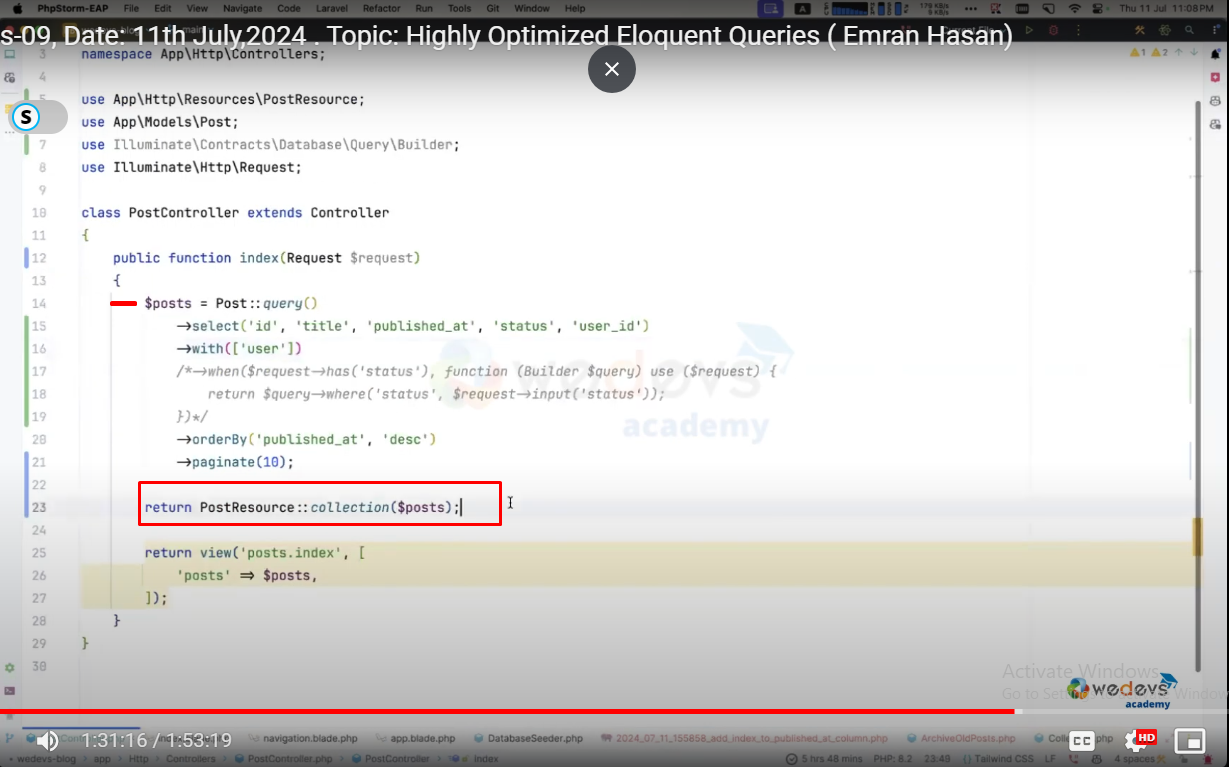 PhpStorm-EAP File Edit View Navigate Code Laravel Refactor Run Tools Git Window Help
A
Thu 11 Jul 11:08 PM
s-09, Date: 11th July,2024 . Topic: Highly Optimized Eloquent Queries ( Emran Hasan)
3 namespace App\Http\Controllers;
1 2
4
5 use App\Http\Resources\PostResource;
S
use App\Models\Post;
7 use Illuminate\Contracts\Database\Query\Builder;
8 use Illuminate\Http\Request;
9
10 class PostController extends Controller
11 {
12 public function index(Request $request)
13 {
14 $posts = Post::query()
15 ->select('id', 'title', 'published_at', 'status', 'user_id')
16 ->with(['user'])
17 /*->when($request->has('status'), function (Builder $query) use ($request) {
18 return $query->where('status', $request->input('status'));
19 })*/
20 ->orderBy('published_at', 'desc')
21 ->paginate(10);
22
23 return PostResource::collection($posts);
24
25 return view('posts.index', [
26 'posts' => $posts,
27 ]);
28 }
29 }
30
wedevs
academy
Activate Windows
wedevs
academy
1:31:16 / 1:53:19
navigation.blade.php app.blade.php DatabaseSeeder.php 2024_07_11_155858_add_index_to_published_at_column.php ArchiveOldPosts.php
CC HD
wedevs-blog app Http Controllers PostController.php PostController index
5 hrs 48 mins PHP: 8.2 23:49 Tailwind CSS LF 4 spaces